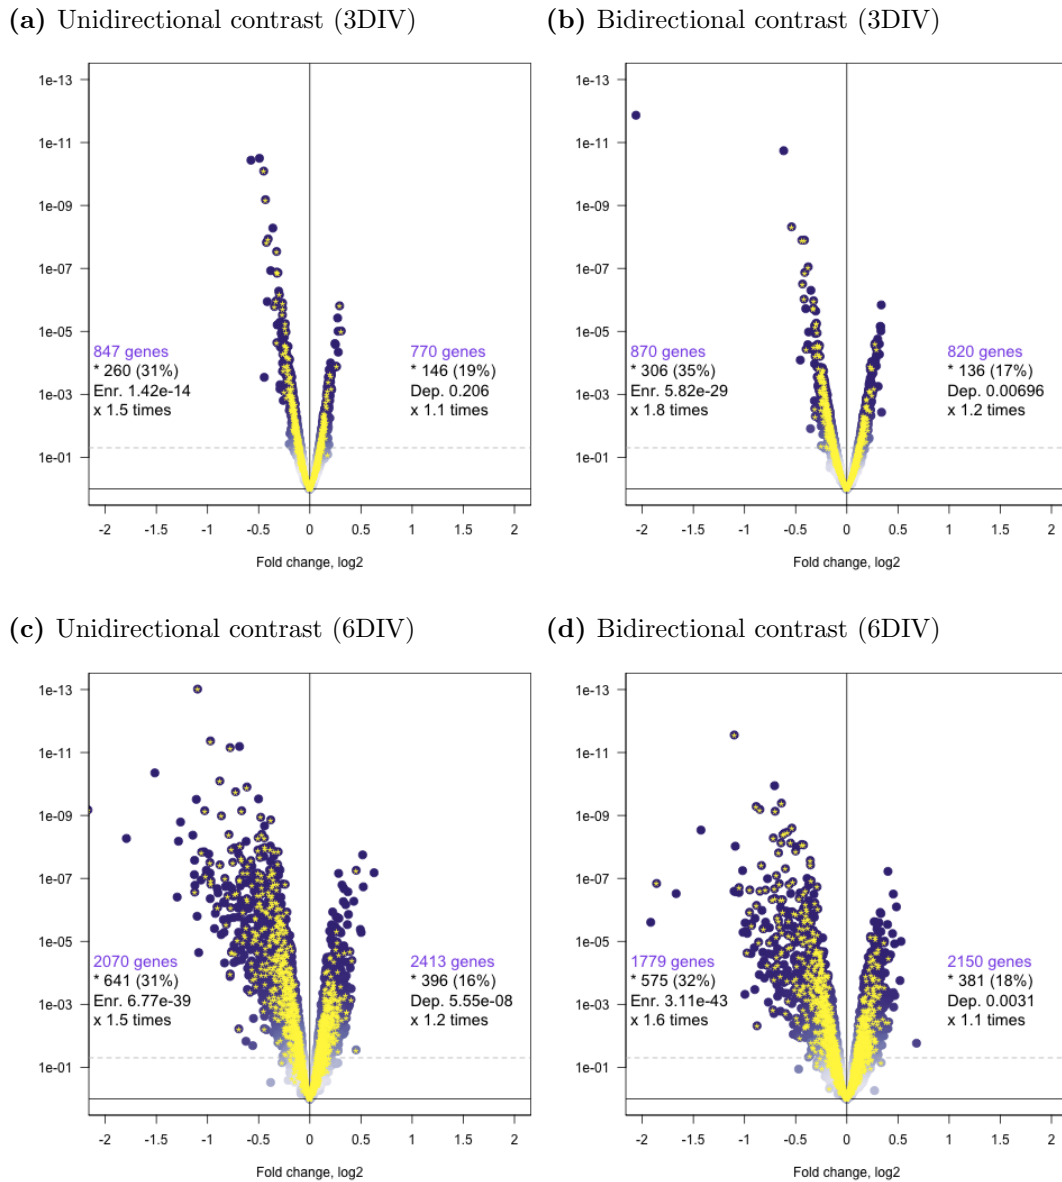 (a) Unidirectional contrast (3DIV)
1e-13
1e-11
1e-09
1e-07
1e-05
1e-03
1e-01
847 genes
* 260 (31%)
Enr. 1.42e-14
x 1.5 times
770 genes
* 146 (19%)
Dep. 0.206
x 1.1 times
-2 -1.5 -1 -0.5 0 0.5 1 1.5 2
Fold change, log2
(b) Bidirectional contrast (3DIV)
1e-13
1e-11
1e-09
1e-07
1e-05
1e-03
1e-01
870 genes
* 306 (35%)
Enr. 5.82e-29
x 1.8 times
820 genes
* 136 (17%)
Dep. 0.00696
x 1.2 times
-2 -1.5 -1 -0.5 0 0.5 1 1.5 2
Fold change, log2
(c) Unidirectional contrast (6DIV)
1e-13
1e-11
1e-09
1e-07
1e-05
1e-03
1e-01
2070 genes
* 641 (31%)
Enr. 6.77e-39
x 1.5 times
2413 genes
* 396 (16%)
Dep. 5.55e-08
x 1.2 times
-2 -1.5 -1 -0.5 0 0.5 1 1.5 2
Fold change, log2
(d) Bidirectional contrast (6DIV)
1e-13
1e-11
1e-09
1e-07
1e-05
1e-03
1e-01
1779 genes
* 575 (32%)
Enr. 3.11e-43
x 1.6 times
2150 genes
* 381 (18%)
Dep. 0.0031
x 1.1 times
-2 -1.5 -1 -0.5 0 0.5 1 1.5 2
Fold change, log2